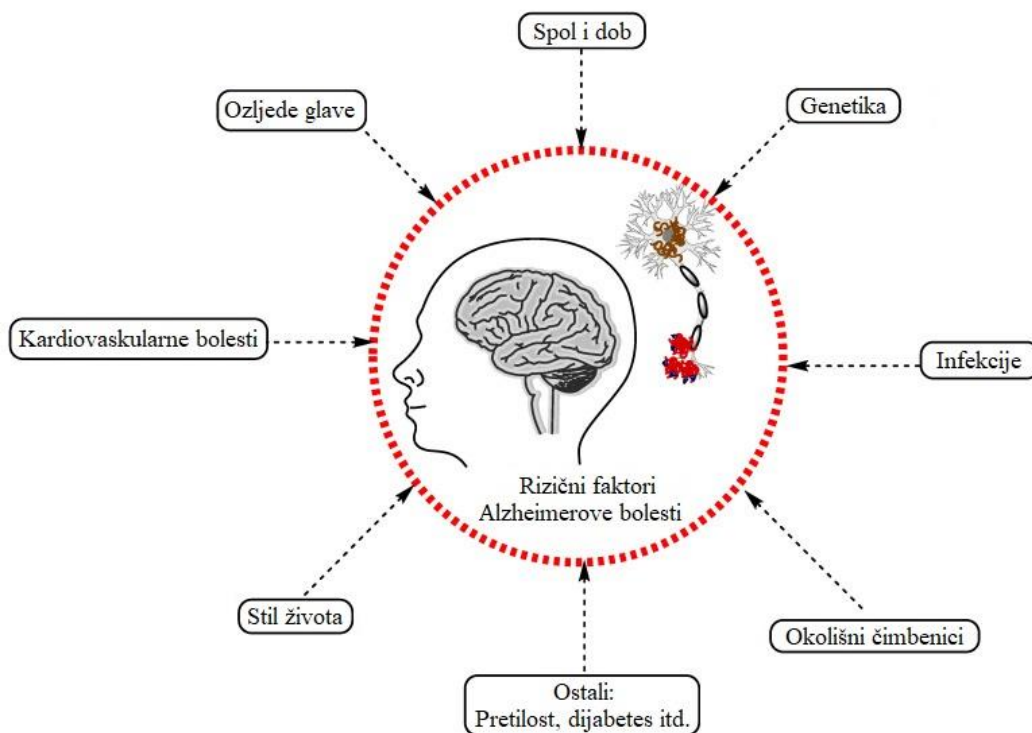 Spol i dob
Ozljede glave
Genetika
Kardiovaskularne bolesti
Infekcije
Rizični faktori
Alzheimerove bolesti
Stil života
Okolišni čimbenici
Ostali:
Pretilost, dijabetes itd.